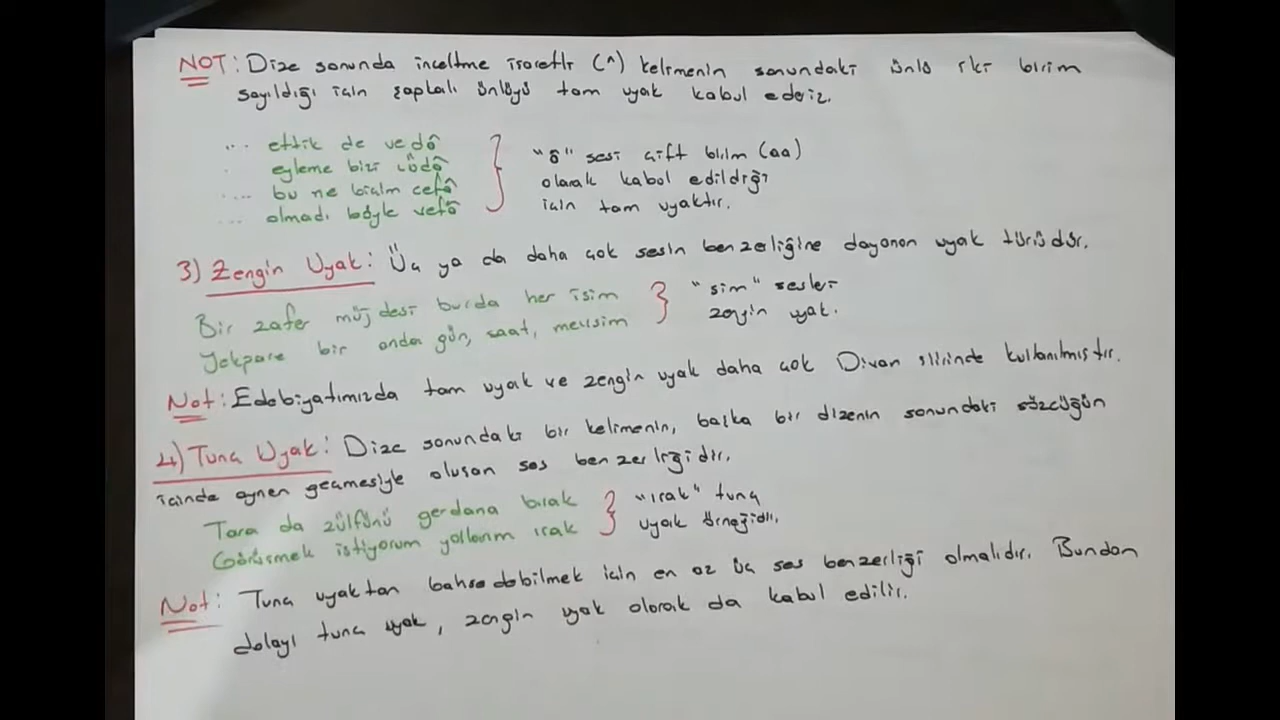 NOT: Dize sonunda inceltme işaretli (^) kelimenin sonundaki ünlü iki birim
sayıldığı için şapkalı ünlüyü tam uyak kabul ederiz.
... ettik de vedâ
eyleme bizi cüdâ
... bu ne biçim cefâ
... olmadı böyle vefâ
"â" sesi çift birim (aa)
olarak kabul edildiği
için tam uyaktır.
3) Zengin Uyak: Üç ya da daha çok sesin benzerliğine dayanan uyak türüdür.
Bir zafer müjdesi burda her isim
Yekpare bir anda gün, saat, mevsim
"sim" sesleri
zengin uyak.
Not: Edebiyatımızda tam uyak ve zengin uyak daha çok Divan şiirinde kullanılmıştır.
4) Tunç Uyak: Dize sonundaki bir kelimenin, başka bir dizenin sonundaki sözcüğün
içinde aynen geçmesiyle oluşan ses benzerliğidir.
Tara da zülfünü gerdana bırak
Görüşmek istiyorum yollarım ırak
"ırak" tunç
uyak örneğidir.
Not: Tunç uyaktan bahsedebilmek için en az üç ses benzerliği olmalıdır. Bundan
dolayı tunç uyak, zengin uyak olarak da kabul edilir.